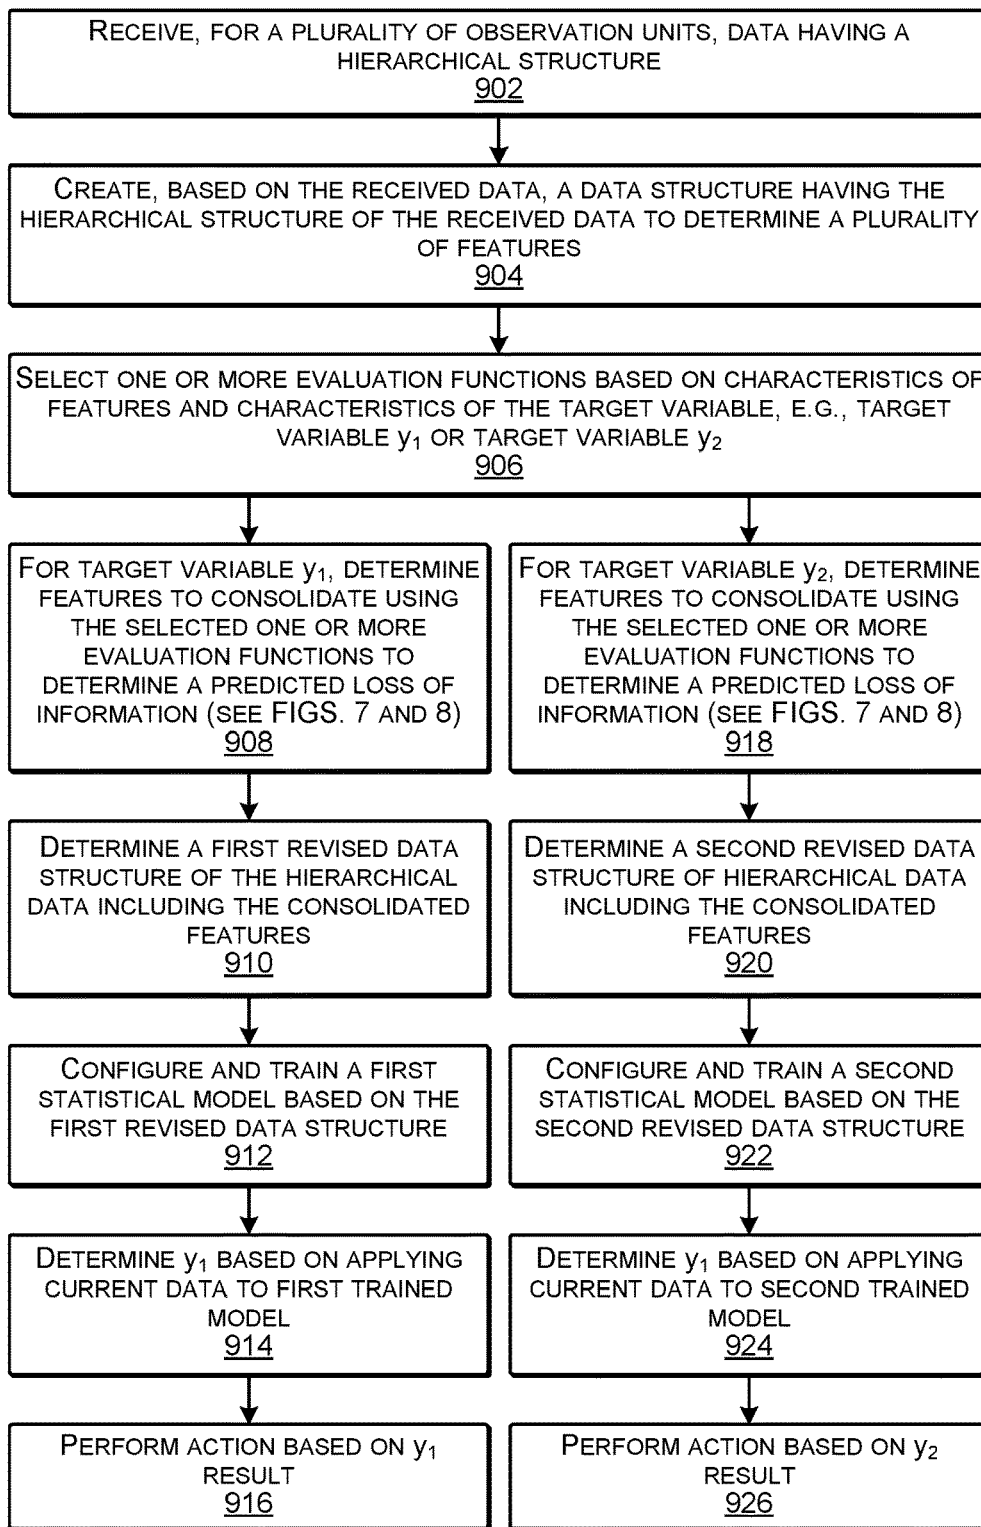 RECEIVE, FOR A PLURALITY OF OBSERVATION UNITS, DATA HAVING A
HIERARCHICAL STRUCTURE
902
CREATE, BASED ON THE RECEIVED DATA, A DATA STRUCTURE HAVING THE
HIERARCHICAL STRUCTURE OF THE RECEIVED DATA TO DETERMINE A PLURALITY
OF FEATURES
904
SELECT ONE OR MORE EVALUATION FUNCTIONS BASED ON CHARACTERISTICS OF
FEATURES AND CHARACTERISTICS OF THE TARGET VARIABLE, E.G., TARGET
VARIABLE y₁ OR TARGET VARIABLE y₂
906
FOR TARGET VARIABLE y₁, DETERMINE
FEATURES TO CONSOLIDATE USING
THE SELECTED ONE OR MORE
EVALUATION FUNCTIONS TO
DETERMINE A PREDICTED LOSS OF
INFORMATION (SEE FIGS. 7 AND 8)
908
FOR TARGET VARIABLE y₂, DETERMINE
FEATURES TO CONSOLIDATE USING
THE SELECTED ONE OR MORE
EVALUATION FUNCTIONS TO
DETERMINE A PREDICTED LOSS OF
INFORMATION (SEE FIGS. 7 AND 8)
918
DETERMINE A FIRST REVISED DATA
STRUCTURE OF THE HIERARCHICAL
DATA INCLUDING THE CONSOLIDATED
FEATURES
910
DETERMINE A SECOND REVISED DATA
STRUCTURE OF HIERARCHICAL DATA
INCLUDING THE CONSOLIDATED
FEATURES
920
CONFIGURE AND TRAIN A FIRST
STATISTICAL MODEL BASED ON THE
FIRST REVISED DATA STRUCTURE
912
CONFIGURE AND TRAIN A SECOND
STATISTICAL MODEL BASED ON THE
SECOND REVISED DATA STRUCTURE
922
DETERMINE y₁ BASED ON APPLYING
CURRENT DATA TO FIRST TRAINED
MODEL
914
DETERMINE y₁ BASED ON APPLYING
CURRENT DATA TO SECOND TRAINED
MODEL
924
PERFORM ACTION BASED ON y₁
RESULT
916
PERFORM ACTION BASED ON y₂
RESULT
926